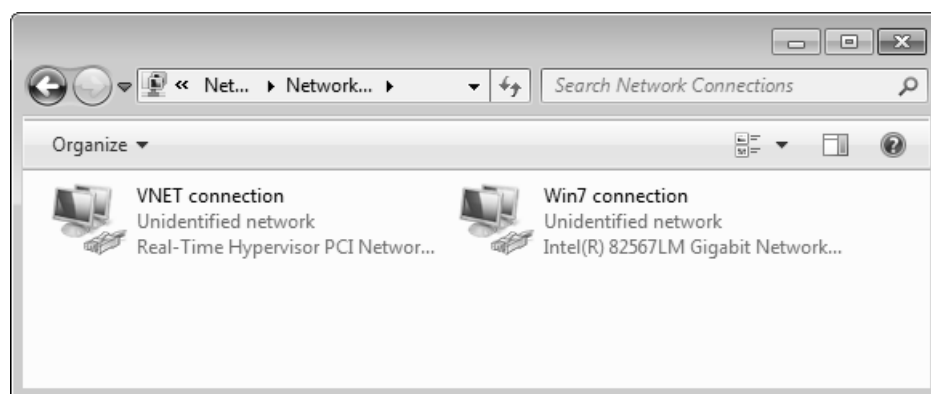 « Net... ▸ Network... ▸
Search Network Connections
Organize ▾
VNET connection
Unidentified network
Real-Time Hypervisor PCI Networ...
Win7 connection
Unidentified network
Intel(R) 82567LM Gigabit Network...